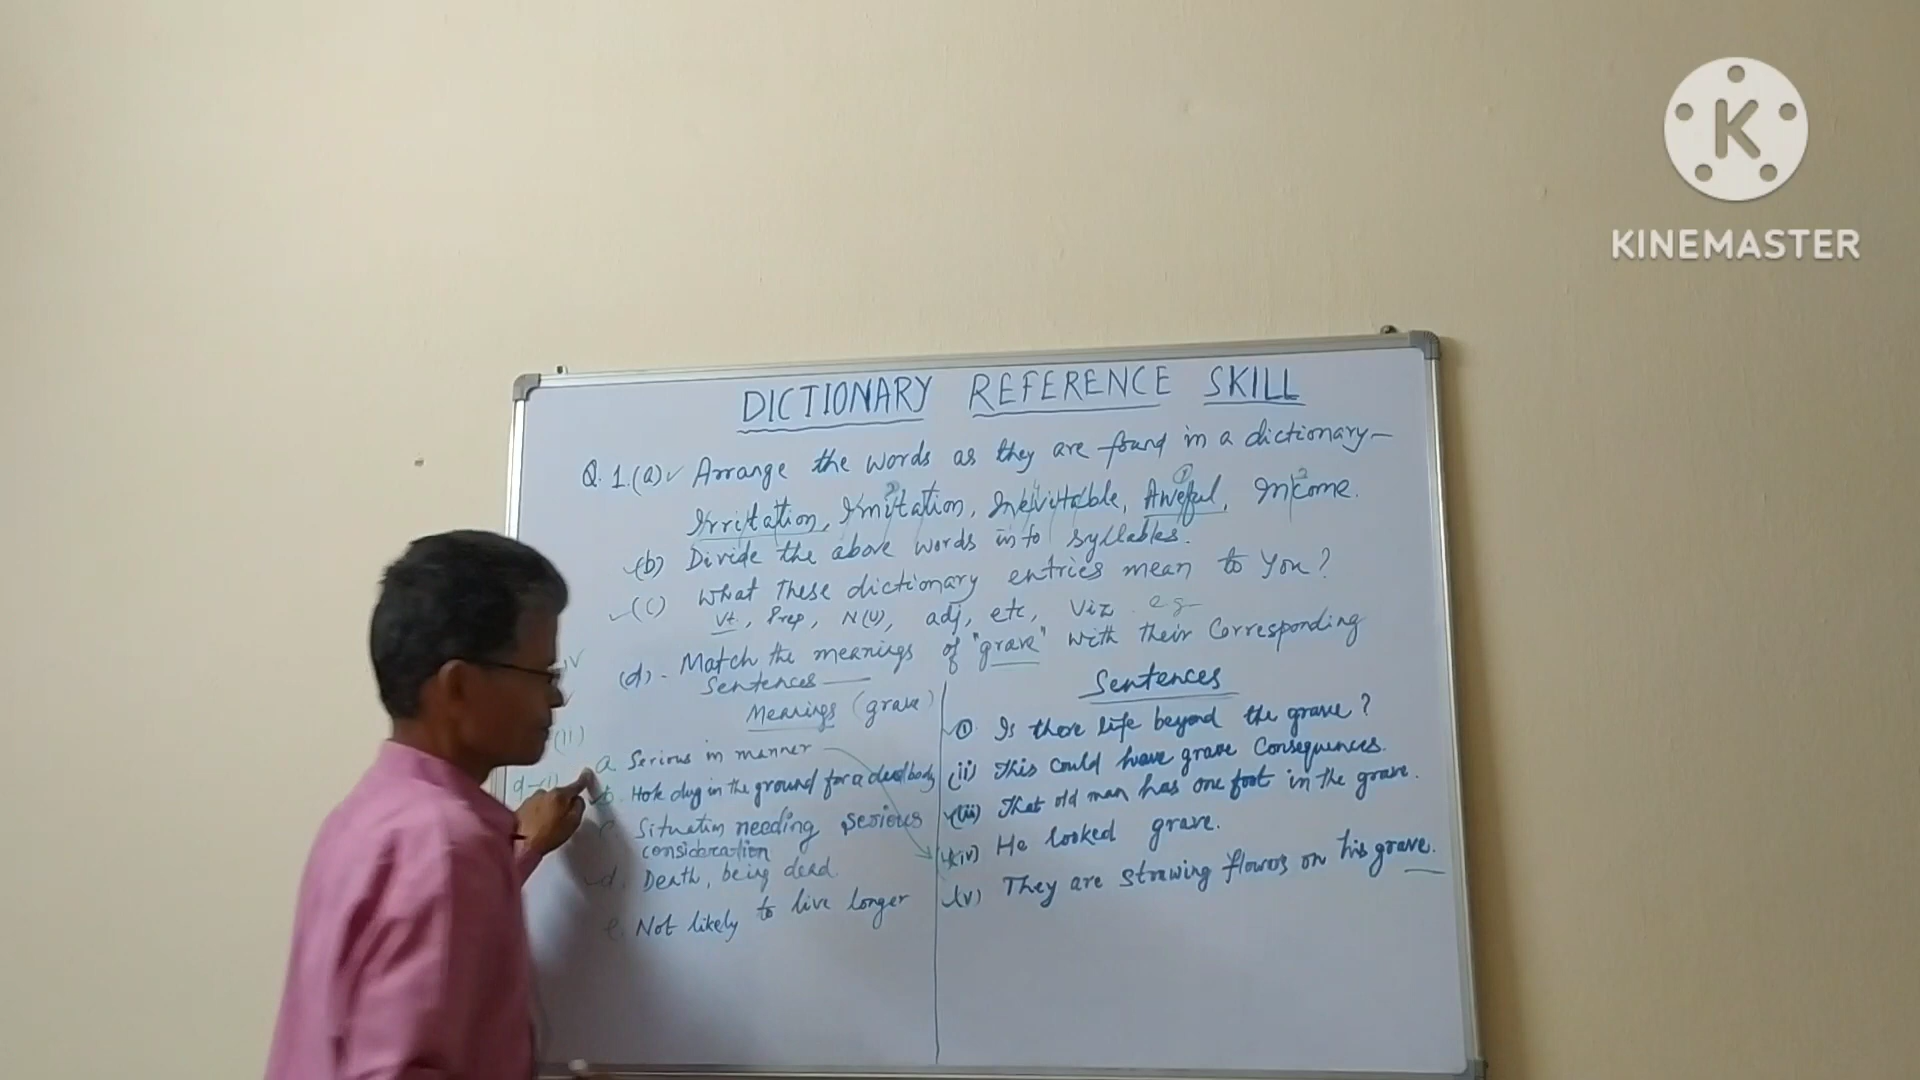 K
KINEMASTER
DICTIONARY REFERENCE SKILL
Q. 1. (a) Arrange the words as they are found in a dictionary—
Irritation, Imitation, Inevitable, Aweful, Income.
(b) Divide the above words into syllables.
(c) What these dictionary entries mean to you?
Vt., Prep, N(U), adj, etc, Viz. e.g—
(d)- Match the meanings of "grave" with their corresponding
Sentences—
Meanings (grave)
a. Serious in manner
b. Hole dug in the ground for a dead body
c. Situation needing serious
consideration
d. Death, being dead
e. Not likely to live longer
Sentences
(i). Is there life beyond the grave?
(ii) This could have grave consequences.
(iii) That old man has one foot in the grave.
(iv) He looked grave.
(v) They are strawing flowers on his grave.
(ii)
d-(i)